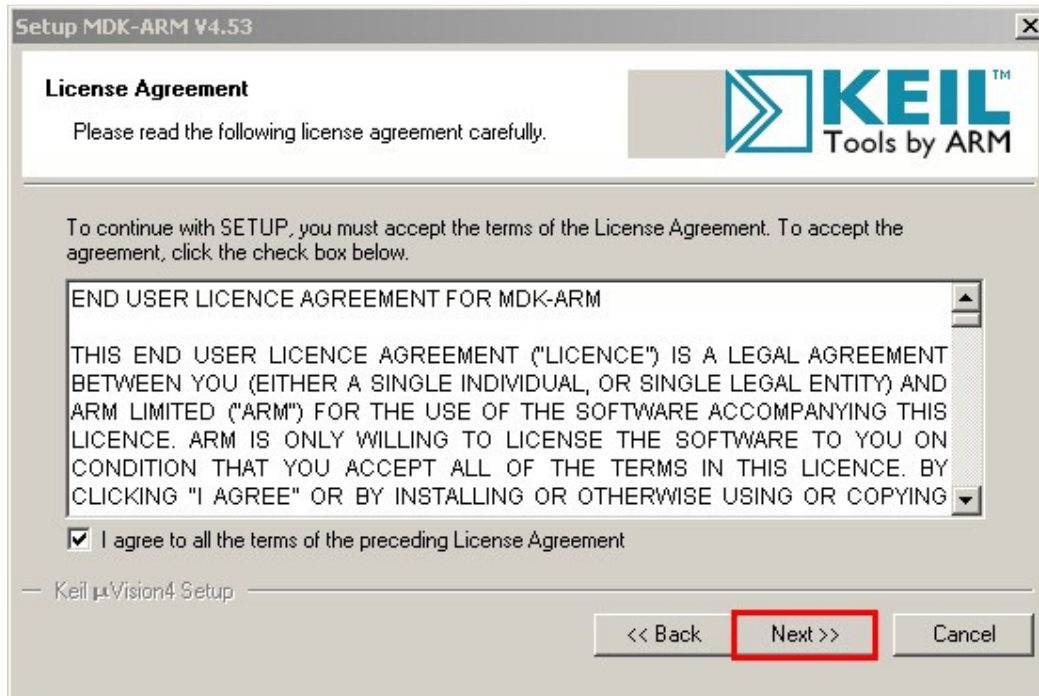 Setup MDK-ARM V4.53
License Agreement
Please read the following license agreement carefully.
KEIL™
Tools by ARM
To continue with SETUP, you must accept the terms of the License Agreement. To accept the
agreement, click the check box below.
END USER LICENCE AGREEMENT FOR MDK-ARM
THIS END USER LICENCE AGREEMENT ("LICENCE") IS A LEGAL AGREEMENT
BETWEEN YOU (EITHER A SINGLE INDIVIDUAL, OR SINGLE LEGAL ENTITY) AND
ARM LIMITED ("ARM") FOR THE USE OF THE SOFTWARE ACCOMPANYING THIS
LICENCE. ARM IS ONLY WILLING TO LICENSE THE SOFTWARE TO YOU ON
CONDITION THAT YOU ACCEPT ALL OF THE TERMS IN THIS LICENCE. BY
CLICKING "I AGREE" OR BY INSTALLING OR OTHERWISE USING OR COPYING
I agree to all the terms of the preceding License Agreement
Keil µVision4 Setup
<< Back Next >> Cancel